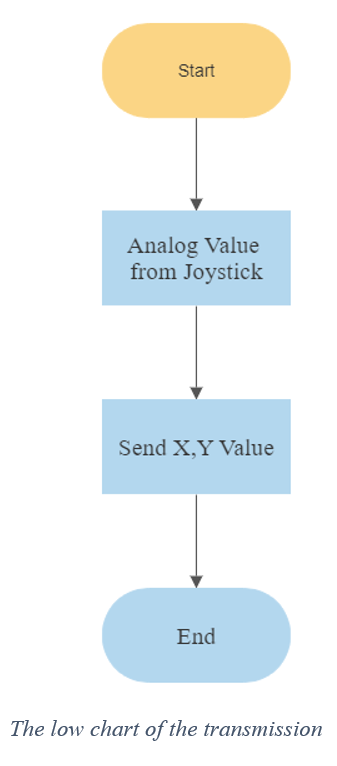 Start
Analog Value
from Joystick
Send X,Y Value
End
The low chart of the transmission